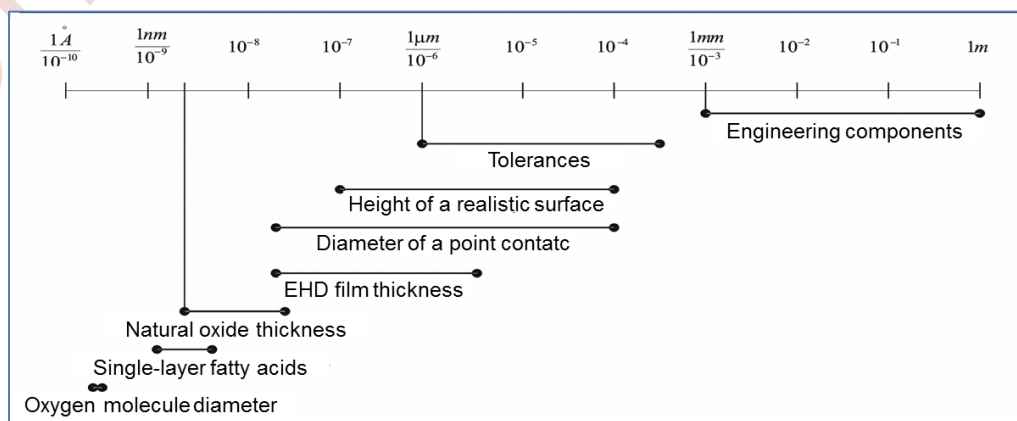 1Å/10⁻¹⁰ 1nm/10⁻⁹ 10⁻⁸ 10⁻⁷ 1μm/10⁻⁶ 10⁻⁵ 10⁻⁴ 1mm/10⁻³ 10⁻² 10⁻¹ 1m
Engineering components
Tolerances
Height of a realistic surface
Diameter of a point contatc
EHD film thickness
Natural oxide thickness
Single-layer fatty acids
Oxygen molecule diameter